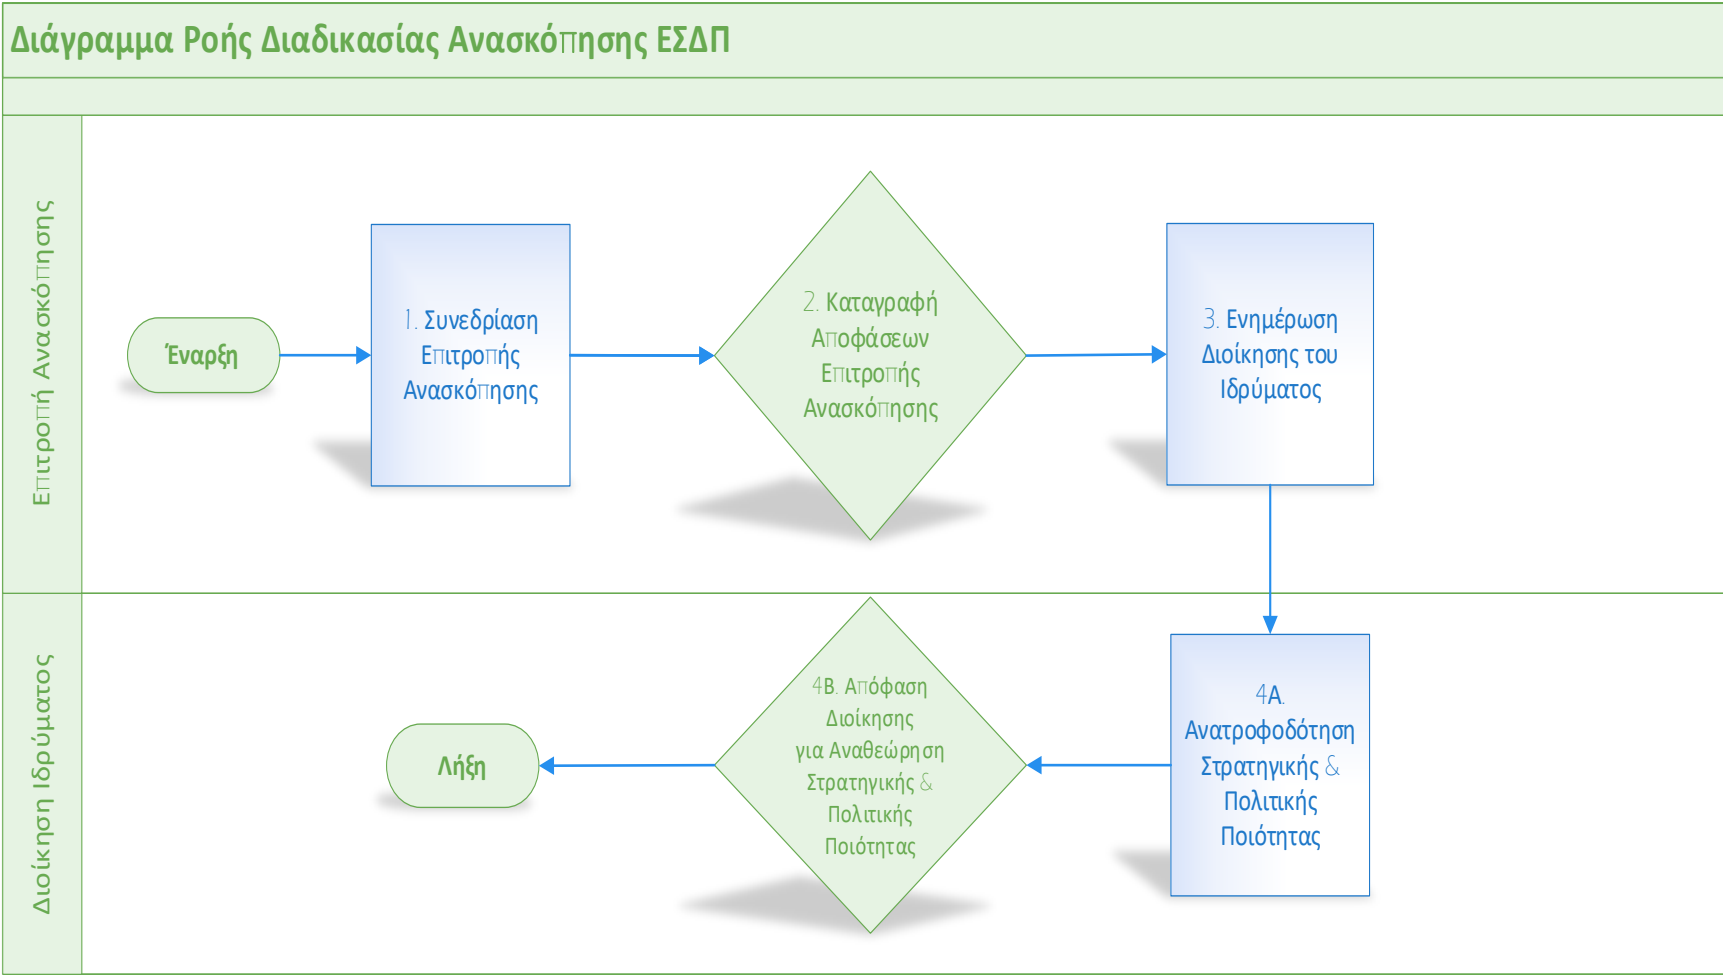 Διάγραμμα Ροής Διαδικασίας Ανασκόπησης ΕΣΔΠ
Επιτροπή Ανασκόπησης
Έναρξη
1. Συνεδρίαση
Επιτροπής
Ανασκόπησης
2. Καταγραφή
Αποφάσεων
Επιτροπής
Ανασκόπησης
3. Ενημέρωση
Διοίκησης του
Ιδρύματος
Διοίκηση Ιδρύματος
4Α.
Ανατροφοδότηση
Στρατηγικής &
Πολιτικής
Ποιότητας
4Β. Απόφαση
Διοίκησης
για Αναθεώρηση
Στρατηγικής &
Πολιτικής
Ποιότητας
Λήξη